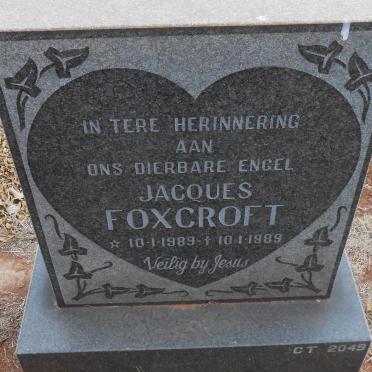 IN TERE HERINNERING
AAN
ONS DIERBARE ENGEL
JACQUES
FOXCROFT
☆ 10-1-1989 - † 10-1-1989
Veilig by Jesus
CT 2049